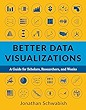 BETTER DATA
VISUALIZATIONS
A Guide for Scholars, Researchers, and Wonks
Jonathan Schwabish